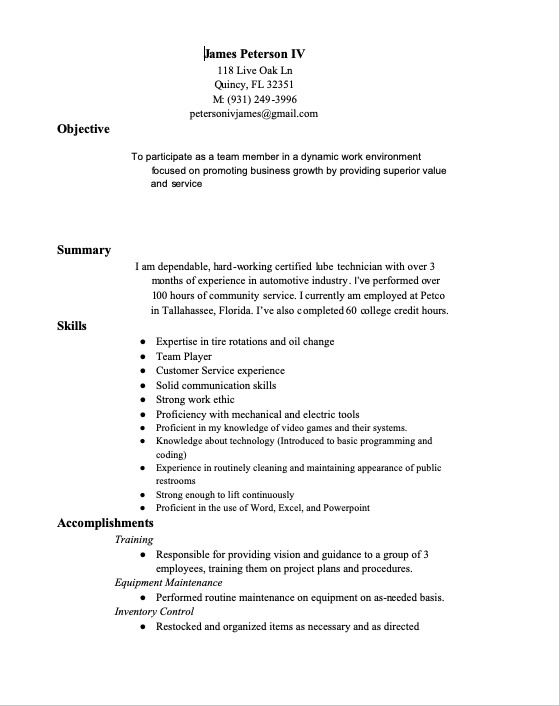 James Peterson IV
118 Live Oak Ln
Quincy, FL 32351
M: (931) 249-3996
petersonivjames@gmail.com
Objective
To participate as a team member in a dynamic work environment
focused on promoting business growth by providing superior value
and service
Summary
I am dependable, hard-working certified lube technician with over 3
months of experience in automotive industry. I've performed over
100 hours of community service. I currently am employed at Petco
in Tallahassee, Florida. I've also completed 60 college credit hours.
Skills
● Expertise in tire rotations and oil change
● Team Player
● Customer Service experience
● Solid communication skills
● Strong work ethic
● Proficiency with mechanical and electric tools
● Proficient in my knowledge of video games and their systems.
● Knowledge about technology (Introduced to basic programming and
coding)
● Experience in routinely cleaning and maintaining appearance of public
restrooms
● Strong enough to lift continuously
● Proficient in the use of Word, Excel, and Powerpoint
Accomplishments
Training
● Responsible for providing vision and guidance to a group of 3
employees, training them on project plans and procedures.
Equipment Maintenance
● Performed routine maintenance on equipment on as-needed basis.
Inventory Control
● Restocked and organized items as necessary and as directed